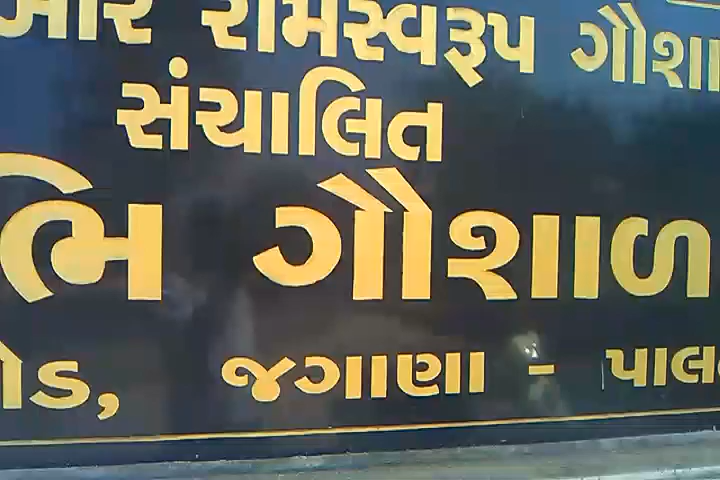 રામસ્વરૂપ ગૌશા
સંચાલિત
ભિ ગૌશાળ
રોડ, જગાણા - પાલ